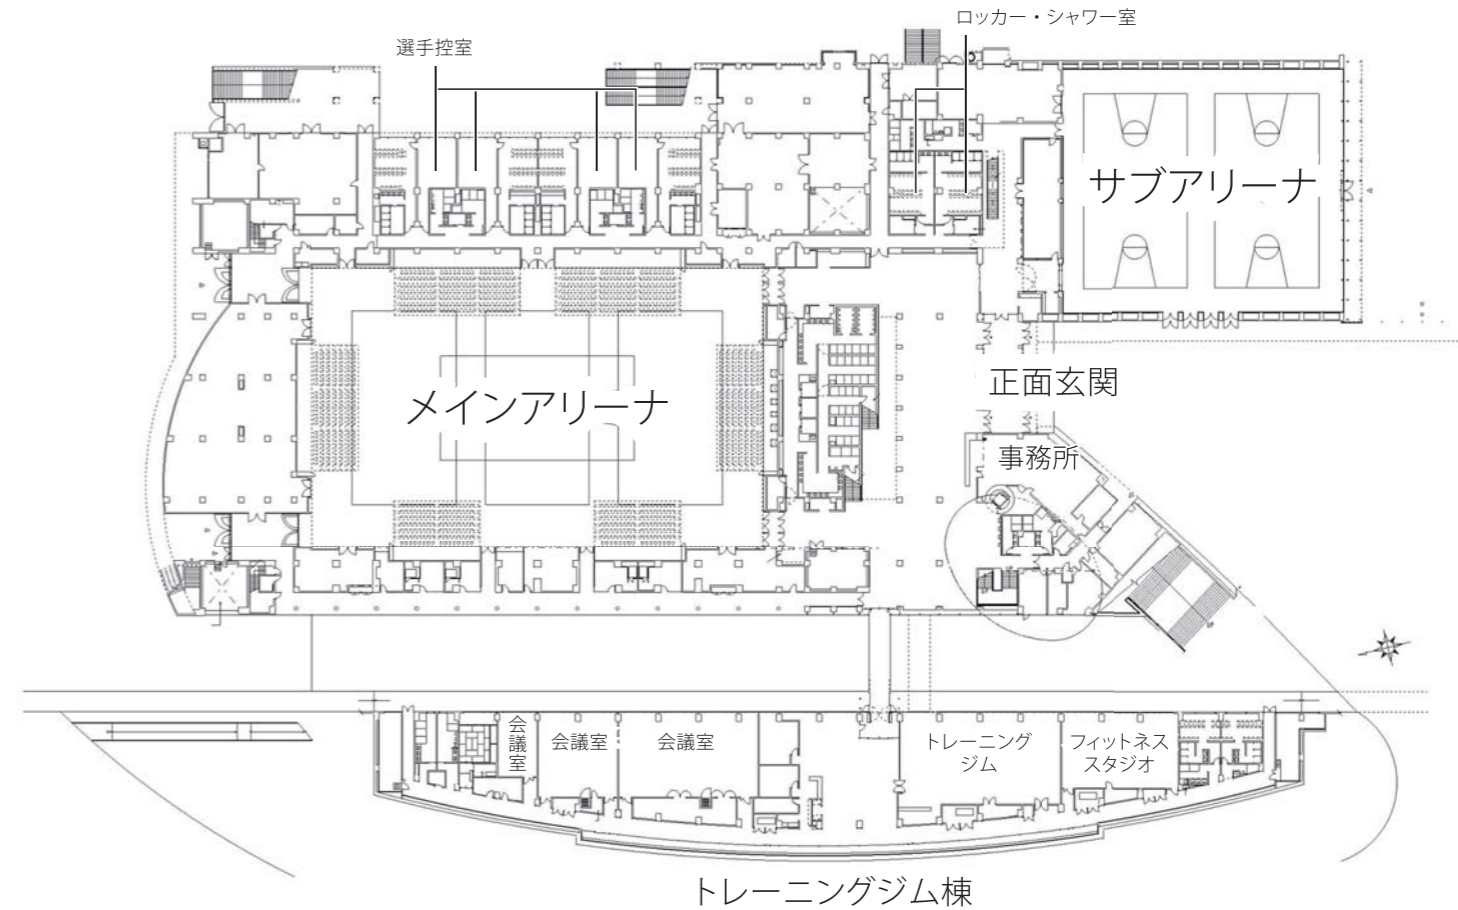 ロッカー・シャワー室
選手控室
サブアリーナ
メインアリーナ
正面玄関
事務所
会議室
会議室
会議室
トレーニング
ジム
フィットネス
スタジオ
トレーニングジム棟